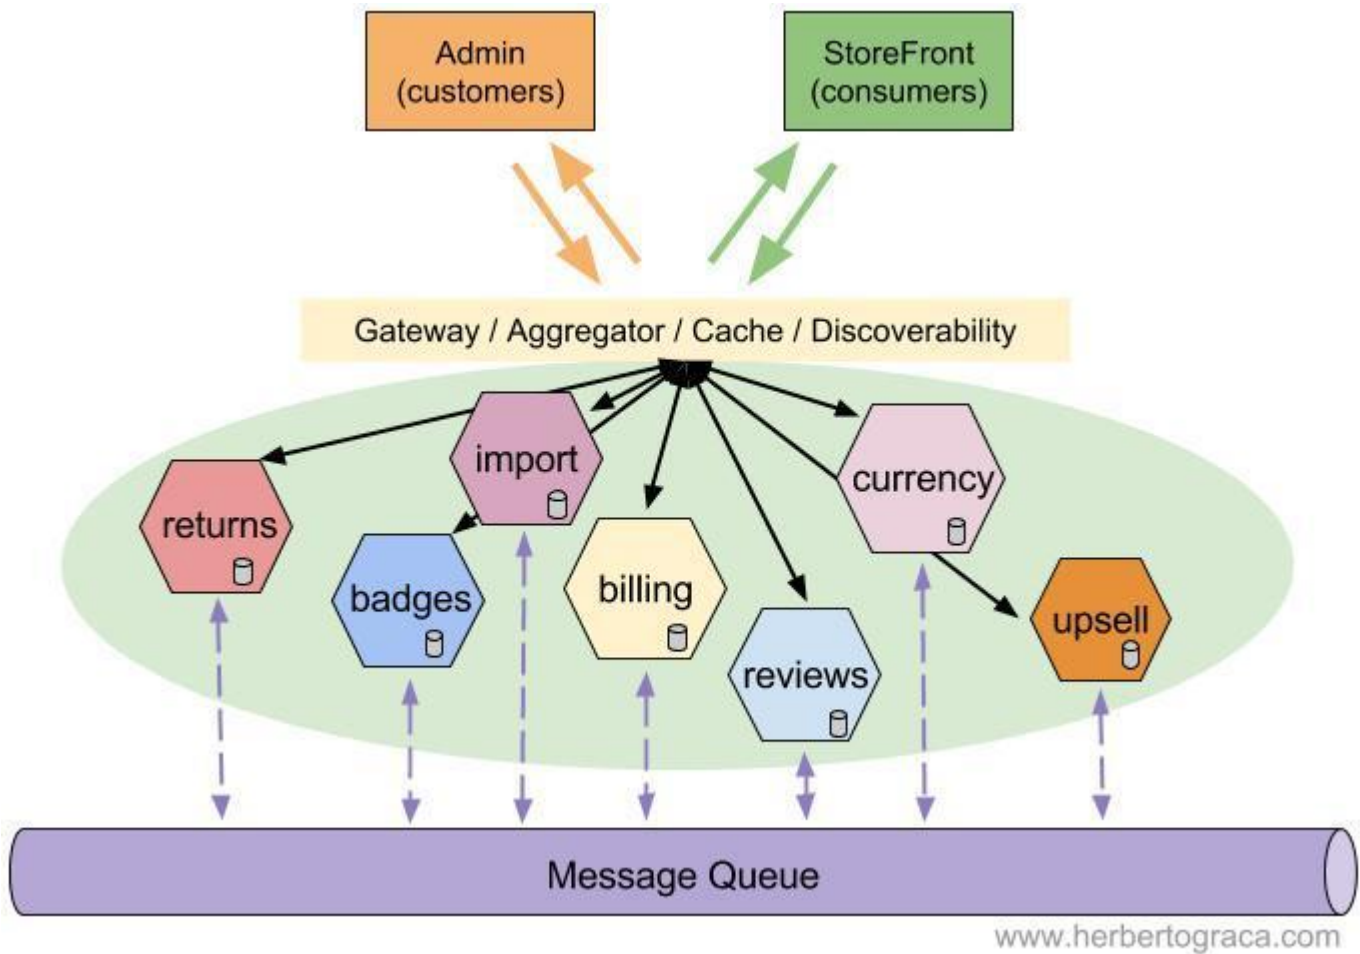 Admin
(customers)
StoreFront
(consumers)
Gateway / Aggregator / Cache / Discoverability
import
currency
returns
badges
billing
upsell
reviews
Message Queue
www.herbertograca.com